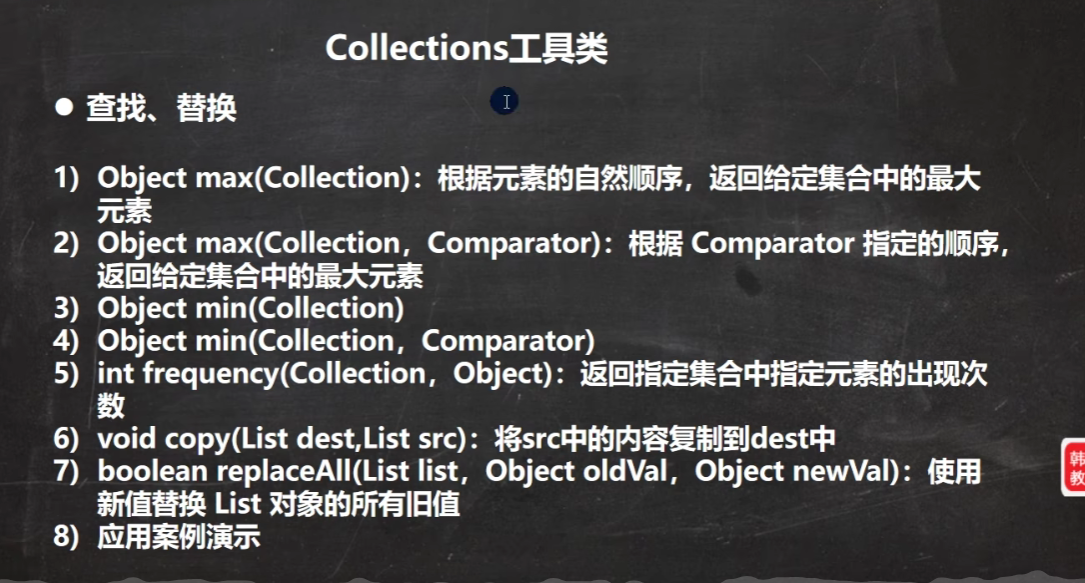 Collections工具类
● 查找、替换
1) Object max(Collection)：根据元素的自然顺序，返回给定集合中的最大
元素
2) Object max(Collection，Comparator)：根据 Comparator 指定的顺序，
返回给定集合中的最大元素
3) Object min(Collection)
4) Object min(Collection，Comparator)
5) int frequency(Collection，Object)：返回指定集合中指定元素的出现次
数
6) void copy(List dest,List src)：将src中的内容复制到dest中
7) boolean replaceAll(List list，Object oldVal，Object newVal)：使用
新值替换 List 对象的所有旧值
8) 应用案例演示
韩
教